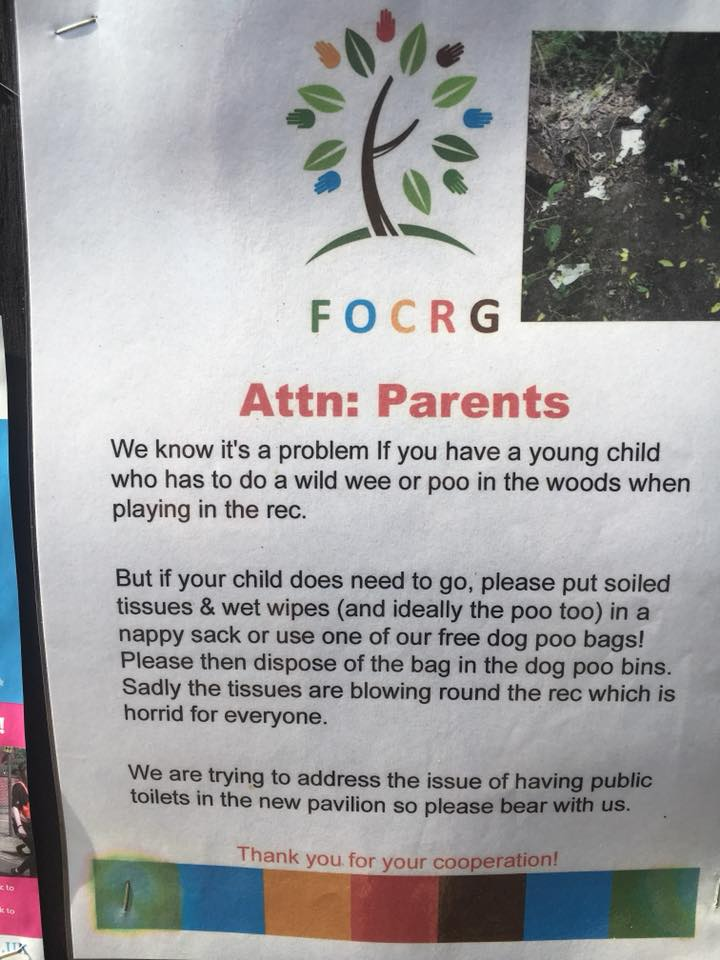 FOCRG
Attn: Parents
We know it's a problem If you have a young child
who has to do a wild wee or poo in the woods when
playing in the rec.
But if your child does need to go, please put soiled
tissues & wet wipes (and ideally the poo too) in a
nappy sack or use one of our free dog poo bags!
Please then dispose of the bag in the dog poo bins.
Sadly the tissues are blowing round the rec which is
horrid for everyone.
We are trying to address the issue of having public
toilets in the new pavilion so please bear with us.
Thank you for your cooperation!
!
c to
k to
.UK